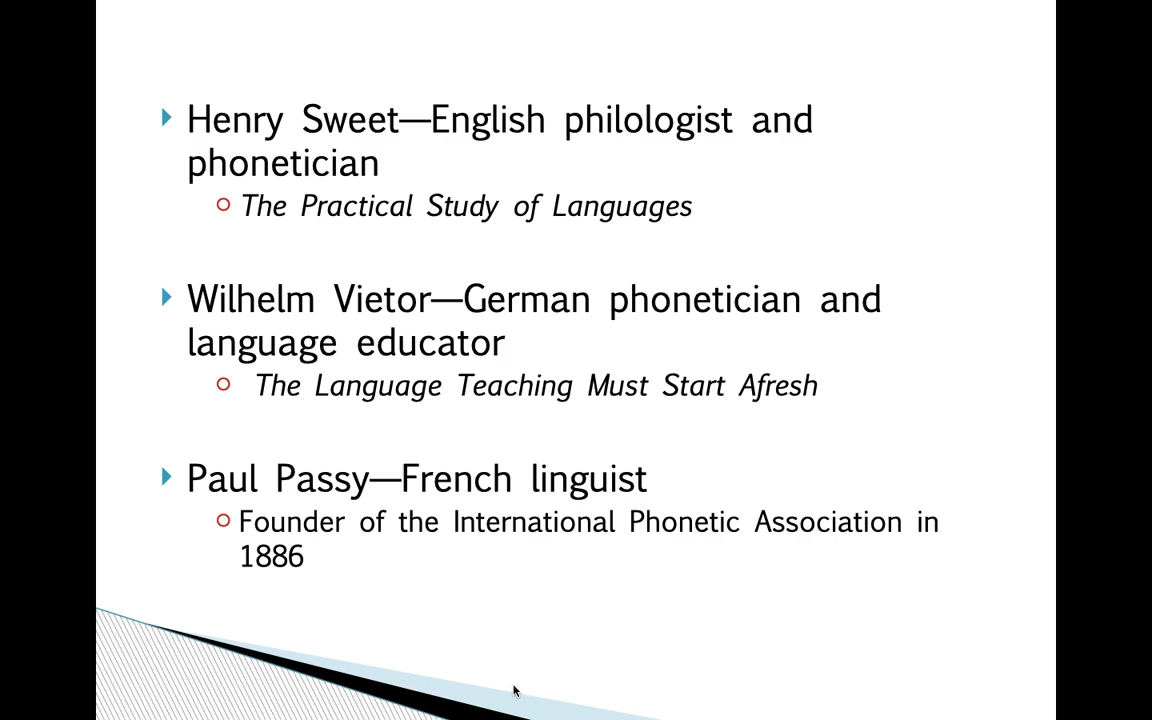 Henry Sweet—English philologist and
phonetician
The Practical Study of Languages
Wilhelm Vietor—German phonetician and
language educator
The Language Teaching Must Start Afresh
Paul Passy—French linguist
Founder of the International Phonetic Association in
1886